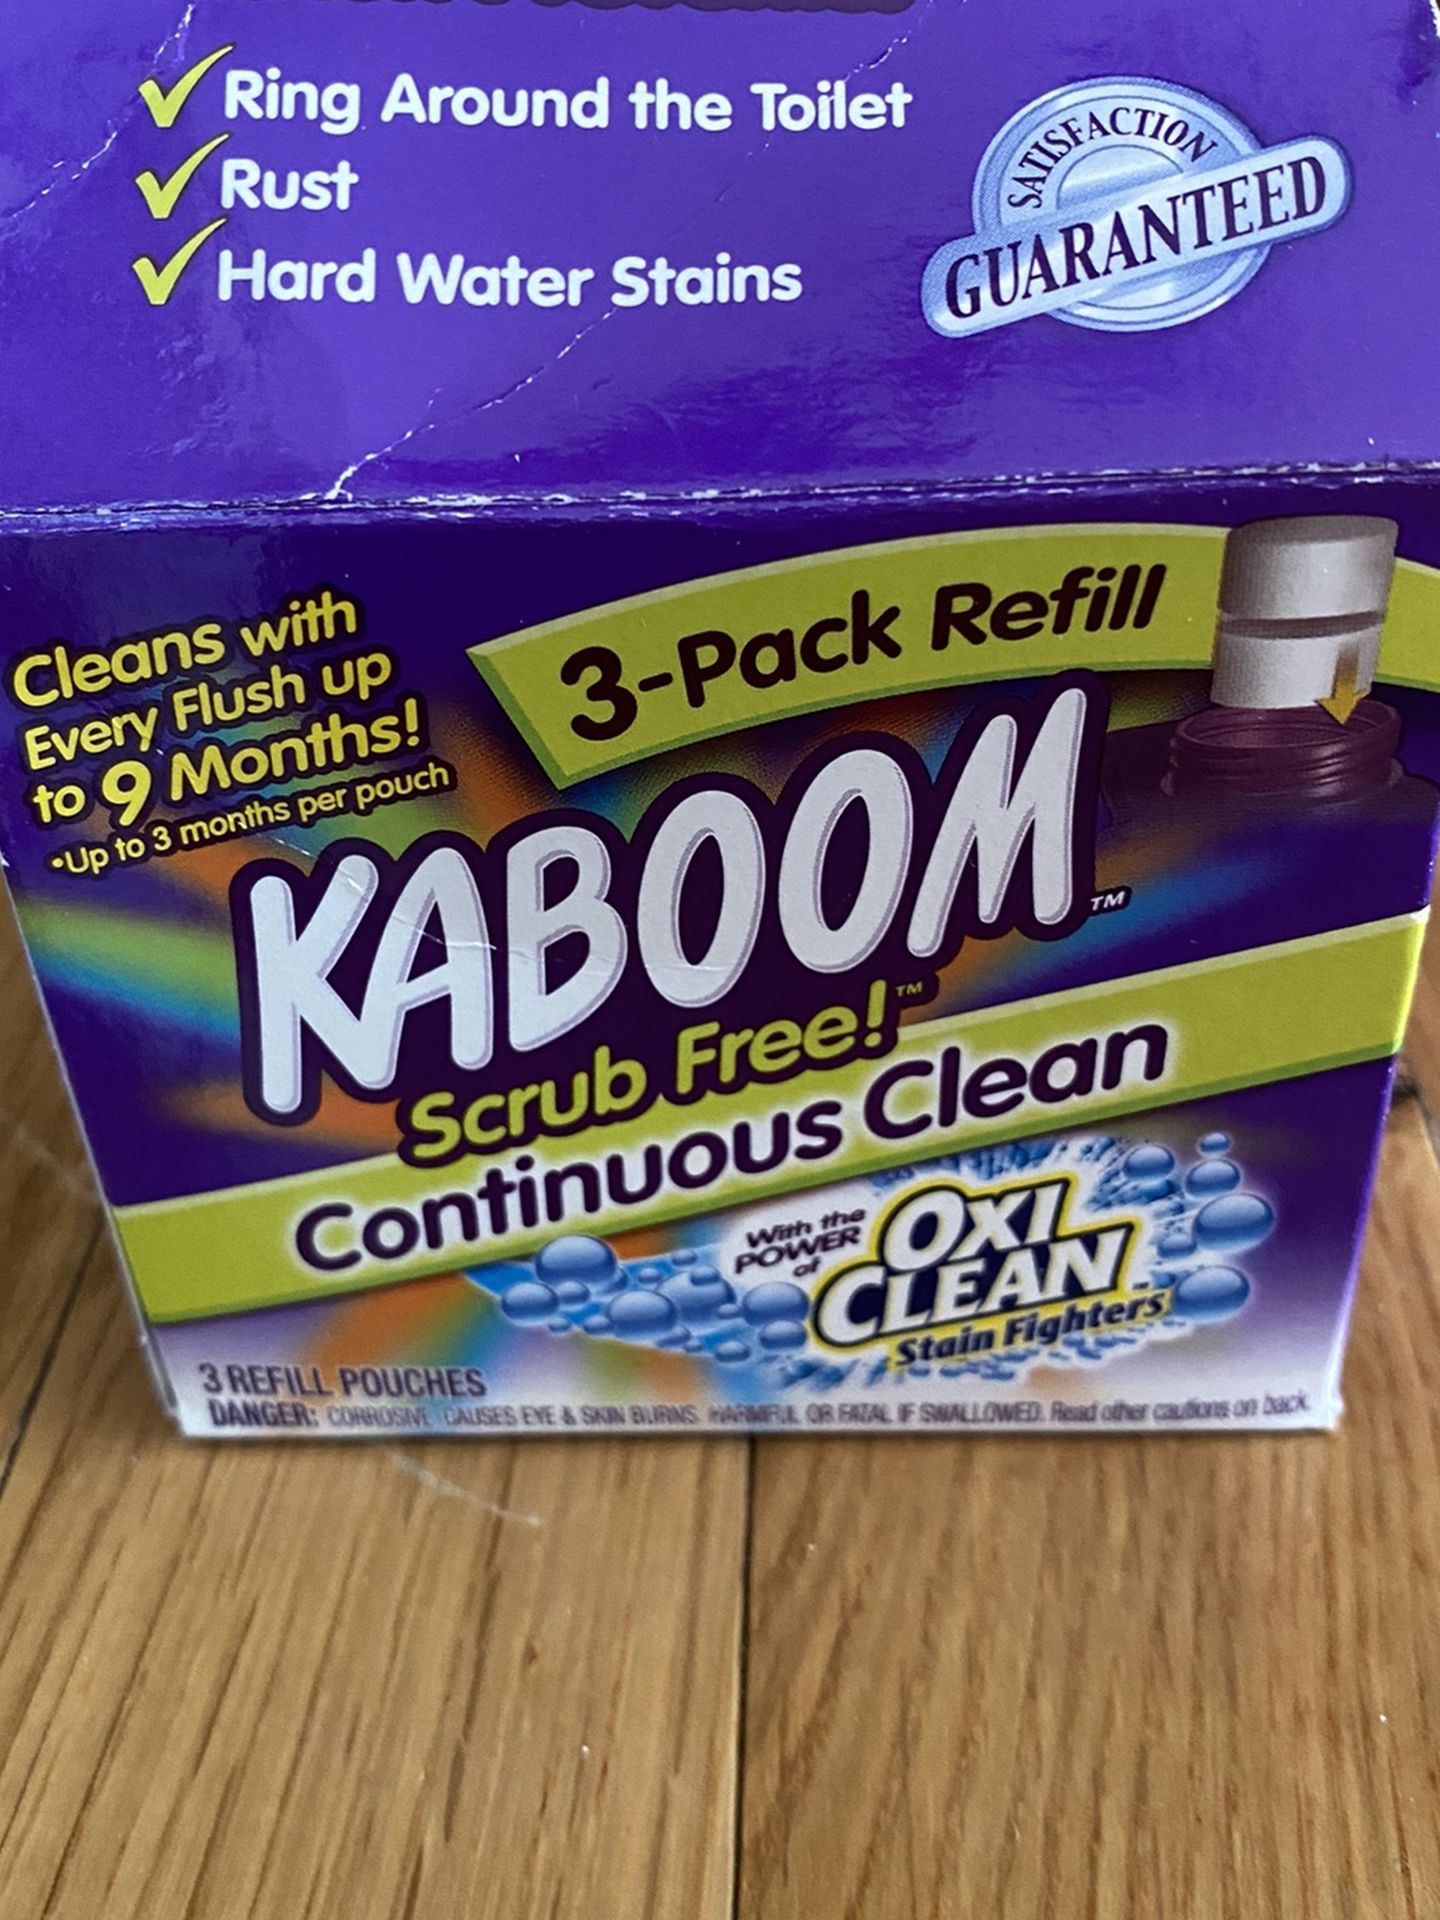 Ring Around the Toilet
Rust
Hard Water Stains
SATISFACTION
GUARANTEED
3-Pack Refill
Cleans with
Every Flush up
to 9 Months!
•Up to 3 months per pouch
KABOOM™
Scrub Free!™
Continuous Clean
With the
POWER
of
OXI
CLEAN™
Stain Fighters
3 REFILL POUCHES
DANGER: CORROSIVE. CAUSES EYE & SKIN BURNS. HARMFUL OR FATAL IF SWALLOWED. Read other cautions on back.